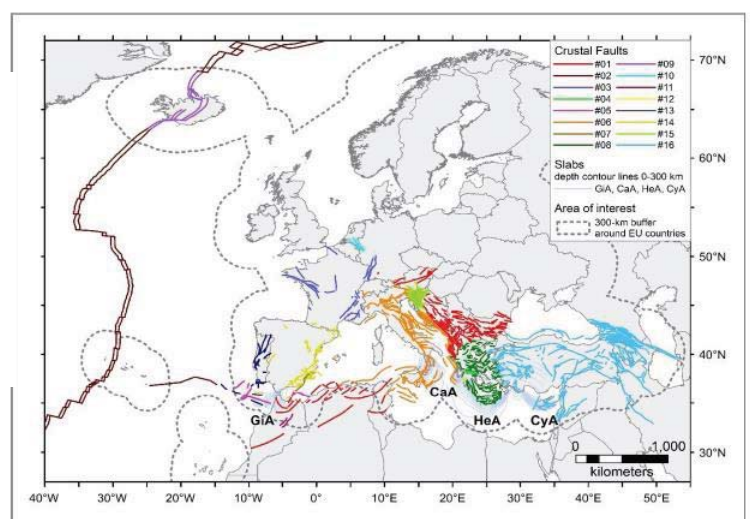 Crustal Faults
#01 #09
#02 #10
#03 #11
#04 #12
#05 #13
#06 #14
#07 #15
#08 #16
Slabs
depth contour lines 0-300 km
GiA, CaA, HeA, CyA
Area of interest
300-km buffer
around EU countries
70°N
60°N
50°N
40°N
30°N
CaA
GiA
HeA
CyA
0 1,000
kilometers
40°W 30°W 20°W 10°W 0° 10°E 20°E 30°E 40°E 50°E